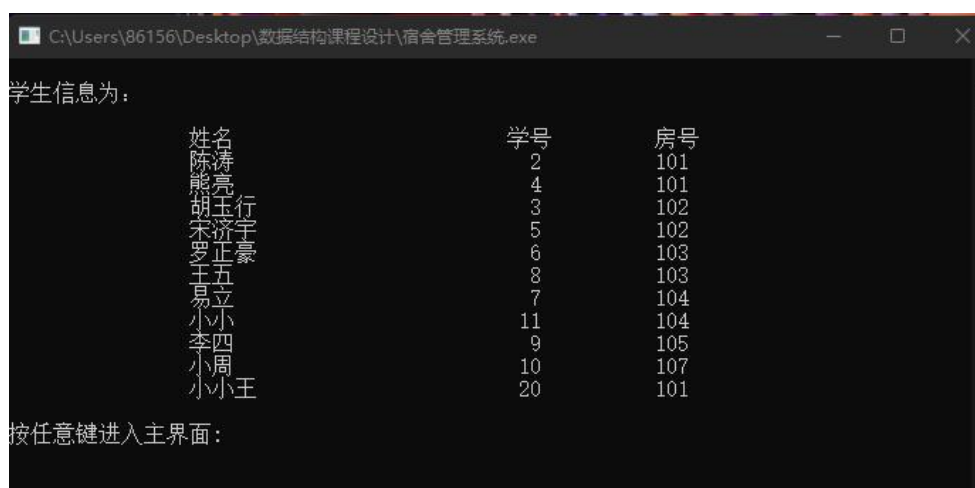 C:\Users\86156\Desktop\数据结构课程设计\宿舍管理系统.exe
学生信息为：
姓名 学号 房号
陈涛 2 101
熊亮 4 101
胡玉行 3 102
宋济宇 5 102
罗正豪 6 103
王五 8 103
易立 7 104
小小 11 104
李四 9 105
小周 10 107
小小王 20 101
按任意键进入主界面：